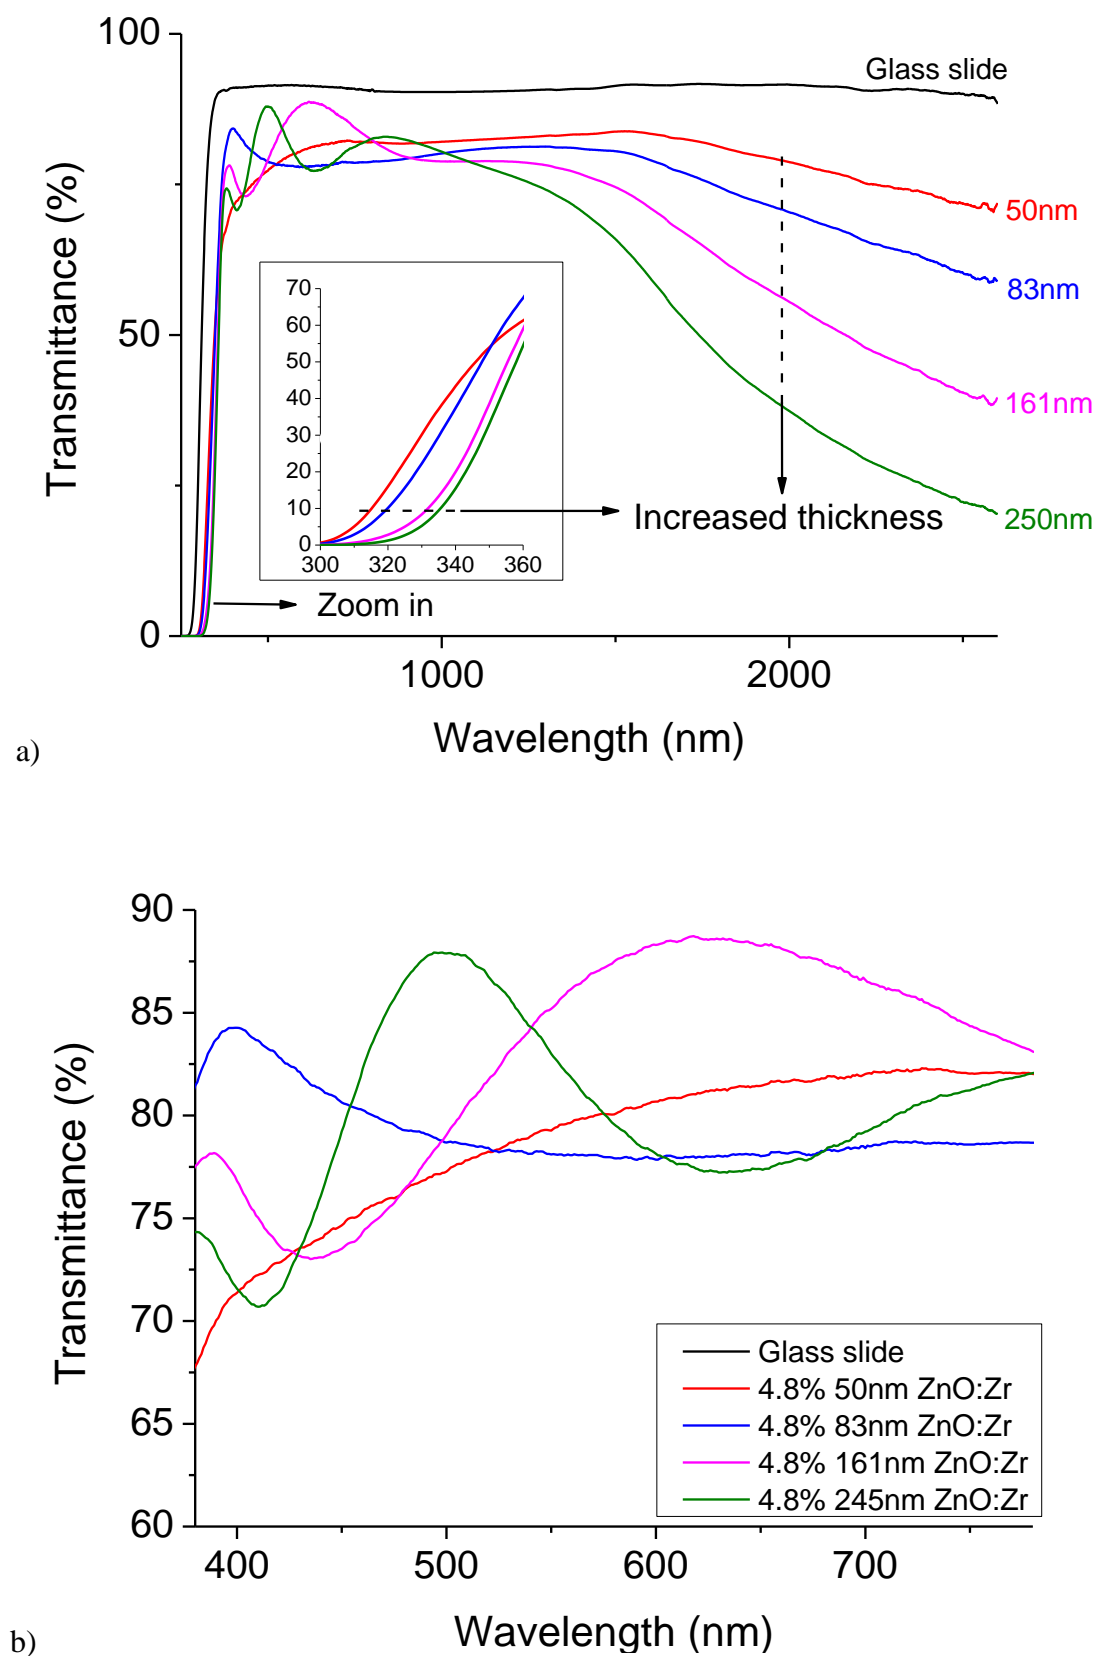 100
50
0
Transmittance (%)
Glass slide
50nm
83nm
161nm
250nm
70
60
50
40
30
20
10
0
300 320 340 360
Increased thickness
Zoom in
1000 2000
Wavelength (nm)
a)
90
85
80
75
70
65
60
Transmittance (%)
Glass slide
4.8% 50nm ZnO:Zr
4.8% 83nm ZnO:Zr
4.8% 161nm ZnO:Zr
4.8% 245nm ZnO:Zr
400 500 600 700
Wavelength (nm)
b)